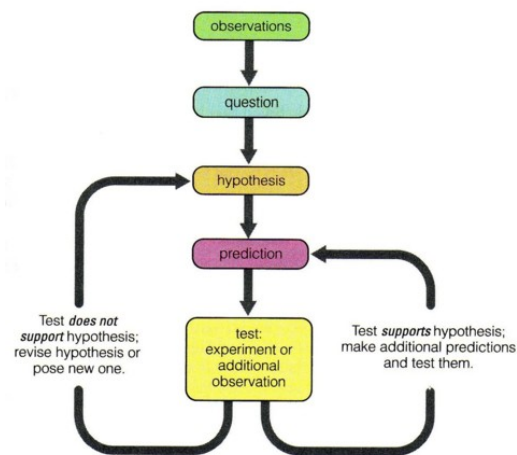 observations
question
hypothesis
prediction
Test does not
support hypothesis;
revise hypothesis or
pose new one.
test:
experiment or
additional
observation
Test supports hypothesis;
make additional predictions
and test them.